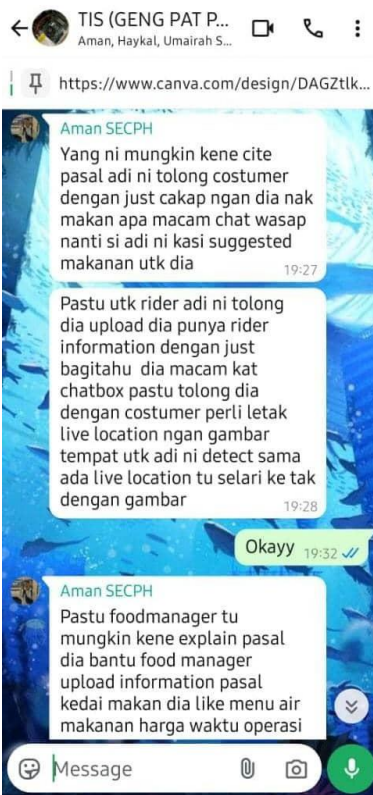 TIS (GENG PAT P...
Aman, Haykal, Umairah S...
https://www.canva.com/design/DAGZtlk...
Aman SECPH
Yang ni mungkin kene cite
pasal adi ni tolong costumer
dengan just cakap ngan dia nak
makan apa macam chat wasap
nanti si adi ni kasi suggested
makanan utk dia
19:27
Pastu utk rider adi ni tolong
dia upload dia punya rider
information dengan just
bagitahu dia macam kat
chatbox pastu tolong dia
dengan costumer perli letak
live location ngan gambar
tempat utk adi ni detect sama
ada live location tu selari ke tak
dengan gambar
19:28
Okayy 19:32
Aman SECPH
Pastu foodmanager tu
mungkin kene explain pasal
dia bantu food manager
upload information pasal
kedai makan dia like menu air
makanan harga waktu operasi
Message